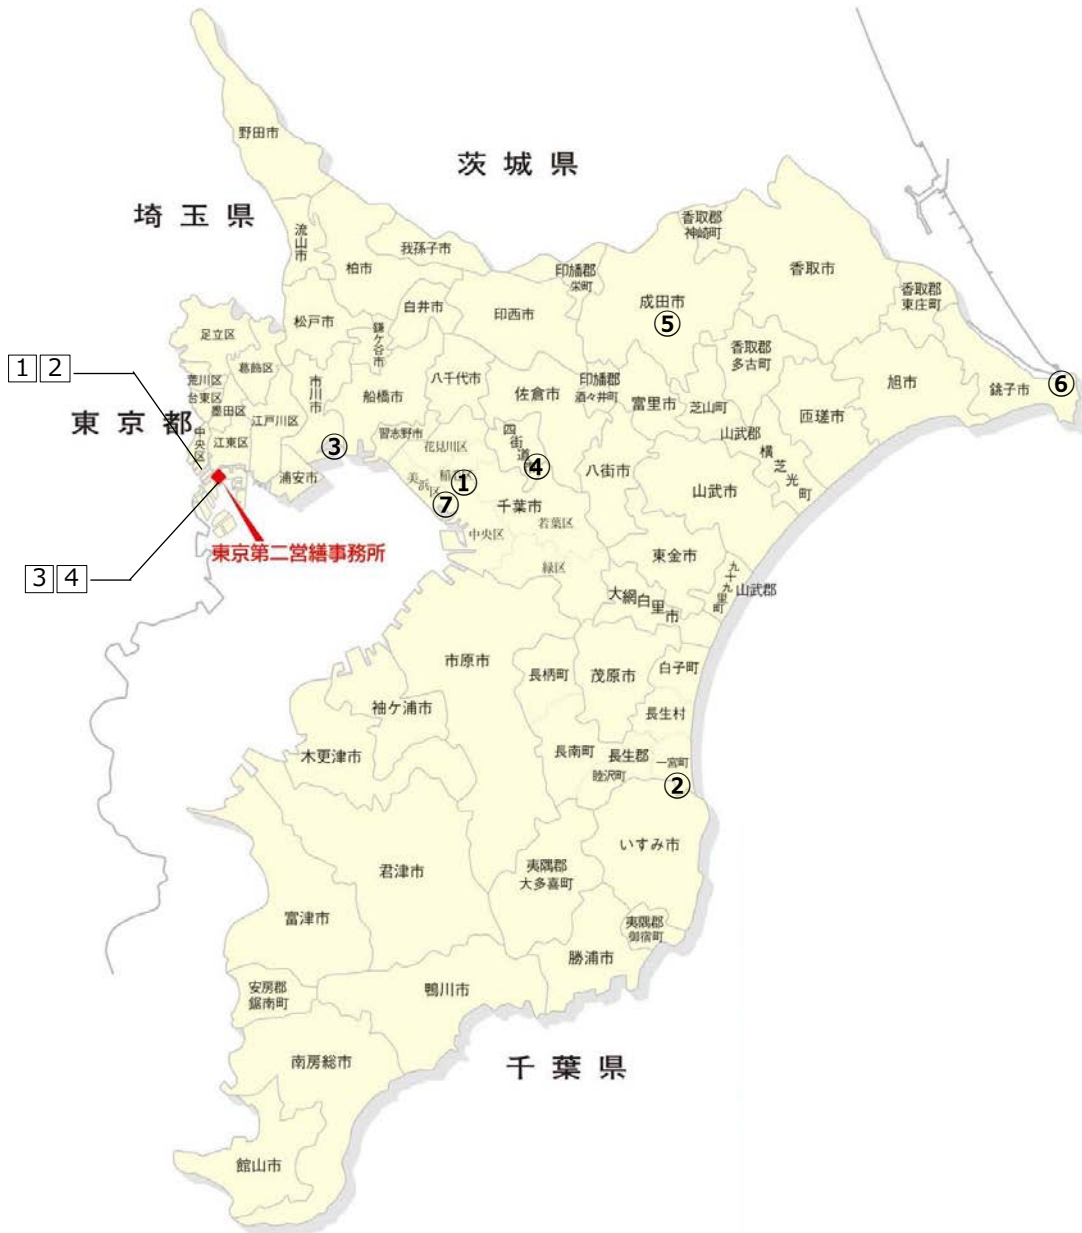 野田市
茨城県
埼玉県
流山市
柏市
我孫子市
香取郡
神崎町
印旛郡
栄町
香取市
成田市
⑤
香取郡
東庄町
白井市
印西市
松戸市
鎌ケ谷市
足立区
葛飾区
市川市
船橋市
八千代市
佐倉市
印旛郡
酒々井町
富里市
香取郡
多古町
芝山町
旭市
銚子市
⑥
匝瑳市
1 2
荒川区
台東区
墨田区
江戸川区
東京都
中央区
江東区
浦安市
③
習志野市
花見川区
四街道市
④
八街市
山武郡
横芝光町
山武市
美浜区
稲毛区
①
⑦
千葉市
若葉区
中央区
緑区
東京第二営繕事務所
3 4
東金市
九十九里町
山武郡
大網白里市
市原市
長柄町
茂原市
白子町
長生村
袖ケ浦市
木更津市
長南町
長生郡
睦沢町
一宮町
②
いすみ市
君津市
夷隅郡
大多喜町
富津市
夷隅郡
御宿町
勝浦市
安房郡
鋸南町
鴨川市
南房総市
千葉県
館山市